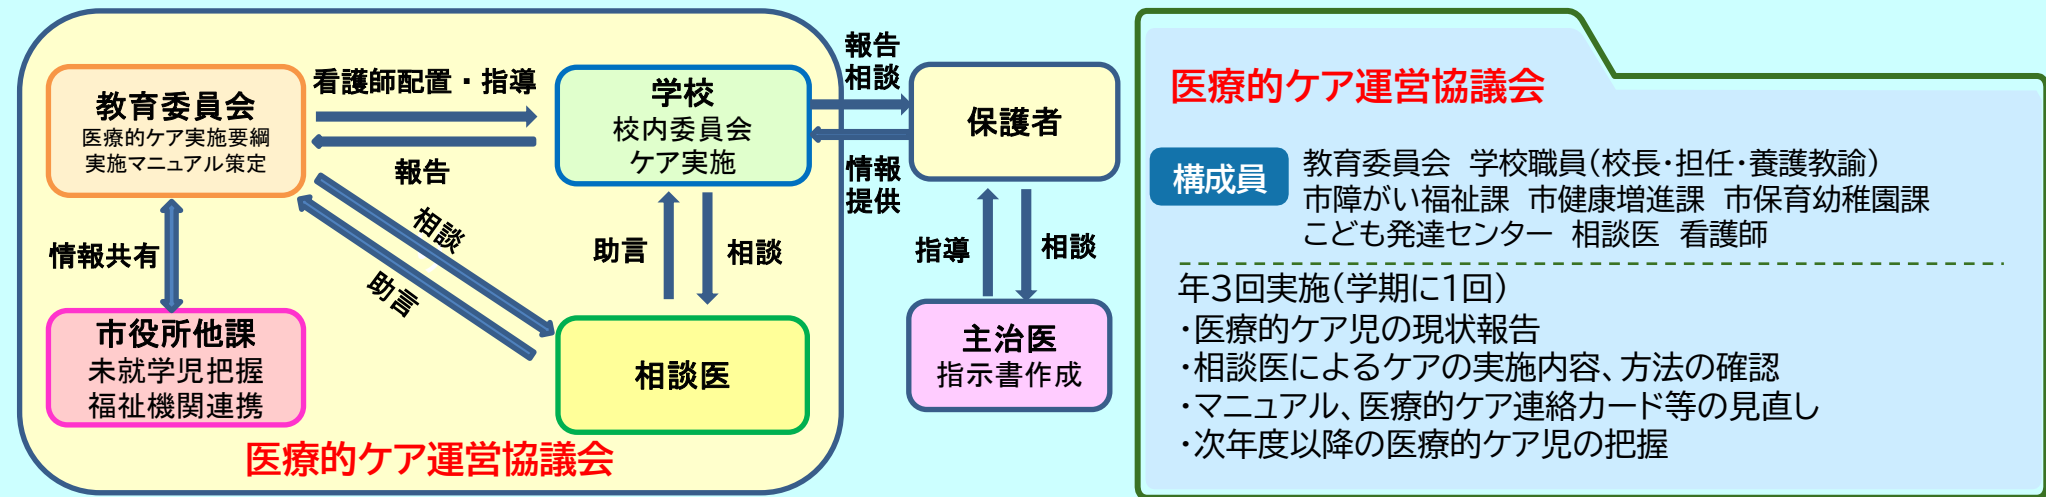 教育委員会
医療的ケア実施要綱
実施マニュアル策定
看護師配置・指導
報告
学校
校内委員会
ケア実施
報告
相談
情報
提供
保護者
情報共有
相談
助言
助言
相談
指導
相談
市役所他課
未就学児把握
福祉機関連携
相談医
主治医
指示書作成
医療的ケア運営協議会
医療的ケア運営協議会
構成員
教育委員会 学校職員(校長・担任・養護教諭)
市障がい福祉課 市健康増進課 市保育幼稚園課
こども発達センター 相談医 看護師
年3回実施(学期に1回)
・医療的ケア児の現状報告
・相談医によるケアの実施内容、方法の確認
・マニュアル、医療的ケア連絡カード等の見直し
・次年度以降の医療的ケア児の把握